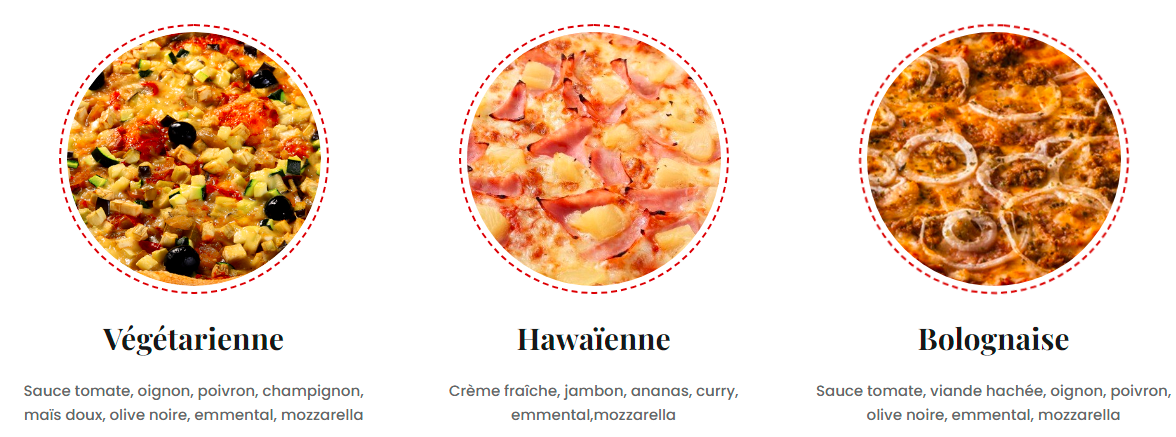 Végétarienne
Sauce tomate, oignon, poivron, champignon,
maïs doux, olive noire, emmental, mozzarella
Hawaïenne
Crème fraîche, jambon, ananas, curry,
emmental,mozzarella
Bolognaise
Sauce tomate, viande hachée, oignon, poivron,
olive noire, emmental, mozzarella